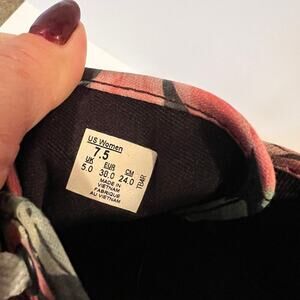 US Women
7.5
UK EUR CM
5.0 38.0 24.0
MADE IN
VIETNAM
FABRIQUE
AU VIETNAM